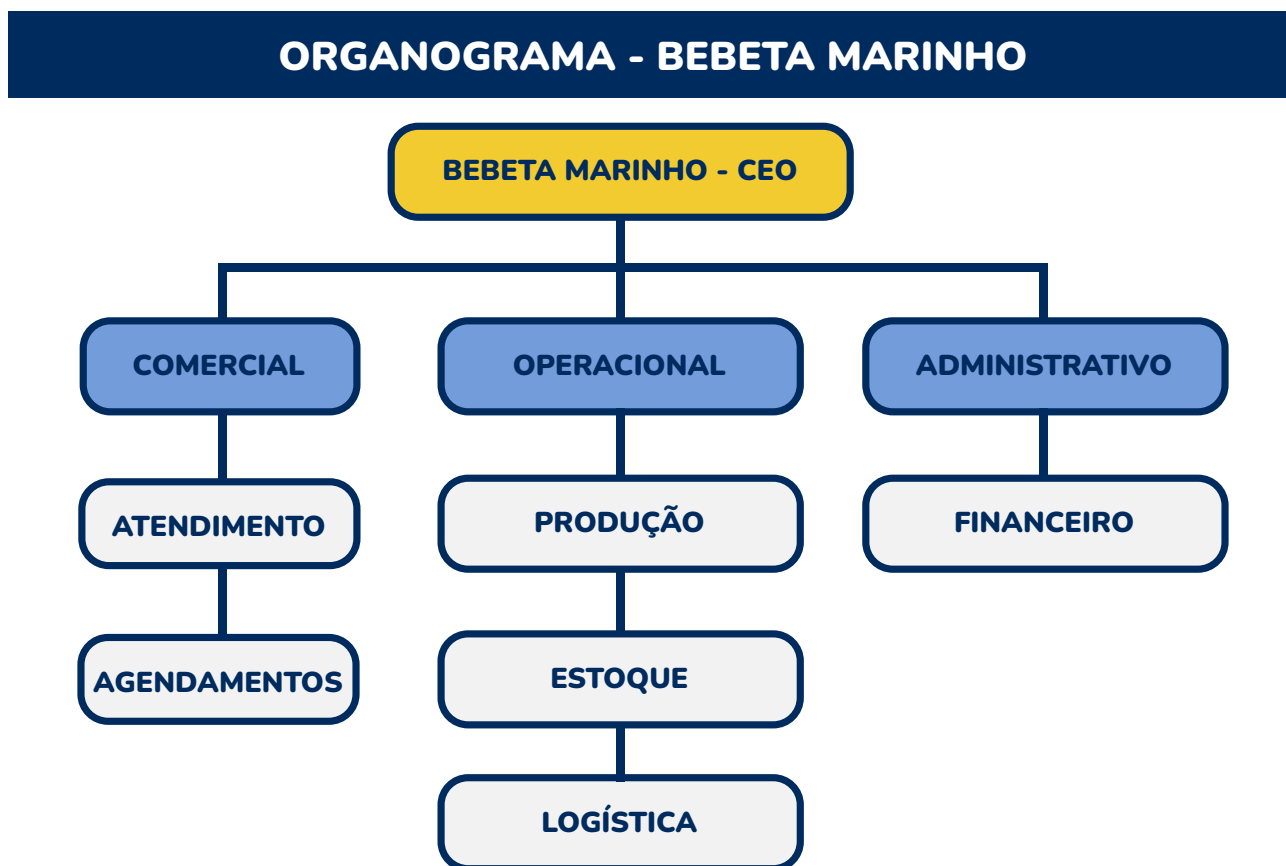 ORGANOGRAMA - BEBETA MARINHO
BEBETA MARINHO - CEO
COMERCIAL
OPERACIONAL
ADMINISTRATIVO
ATENDIMENTO
PRODUÇÃO
FINANCEIRO
AGENDAMENTOS
ESTOQUE
LOGÍSTICA